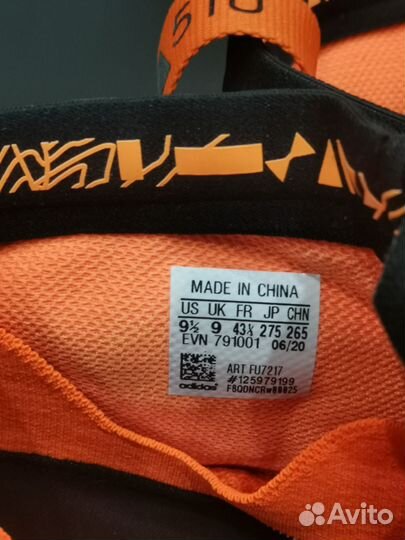 510
MADE IN CHINA
US UK FR JP CHN
9½ 9 43⅓ 275 265
EVN 791001 06/20
ART FU7217
#125979199
adidas
Avito